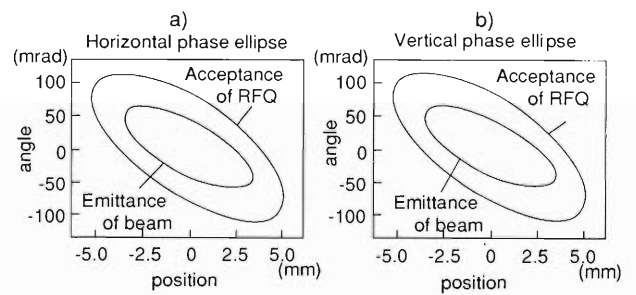 a)
Horizontal phase ellipse
(mrad)
100
50
0
-50
-100
angle
Acceptance
of RFQ
Emittance
of beam
-5.0 -2.5 0 2.5 5.0
(mm)
position
b)
Vertical phase ellipse
(mrad)
100
50
0
-50
-100
angle
Acceptance
of RFQ
Emittance
of beam
-5.0 -2.5 0 2.5 5.0
(mm)
position